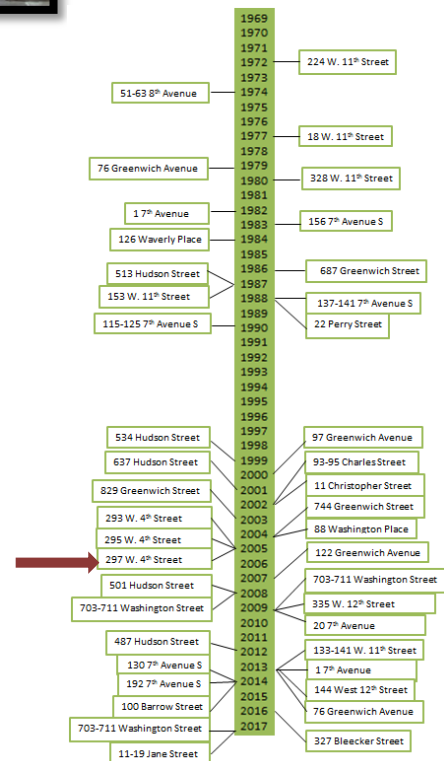 1969
1970
1971
1972
1973
1974
1975
1976
1977
1978
1979
1980
1981
1982
1983
1984
1985
1986
1987
1988
1989
1990
1991
1992
1993
1994
1995
1996
1997
1998
1999
2000
2001
2002
2003
2004
2005
2006
2007
2008
2009
2010
2011
2012
2013
2014
2015
2016
2017
51-63 8th Avenue
76 Greenwich Avenue
1 7th Avenue
126 Waverly Place
513 Hudson Street
153 W. 11th Street
115-125 7th Avenue S
534 Hudson Street
637 Hudson Street
829 Greenwich Street
293 W. 4th Street
295 W. 4th Street
297 W. 4th Street
501 Hudson Street
703-711 Washington Street
487 Hudson Street
130 7th Avenue S
192 7th Avenue S
100 Barrow Street
703-711 Washington Street
11-19 Jane Street
224 W. 11th Street
18 W. 11th Street
328 W. 11th Street
156 7th Avenue S
687 Greenwich Street
137-141 7th Avenue S
22 Perry Street
97 Greenwich Avenue
93-95 Charles Street
11 Christopher Street
744 Greenwich Street
88 Washington Place
122 Greenwich Avenue
703-711 Washington Street
335 W. 12th Street
20 7th Avenue
133-141 W. 11th Street
1 7th Avenue
144 West 12th Street
76 Greenwich Avenue
327 Bleecker Street